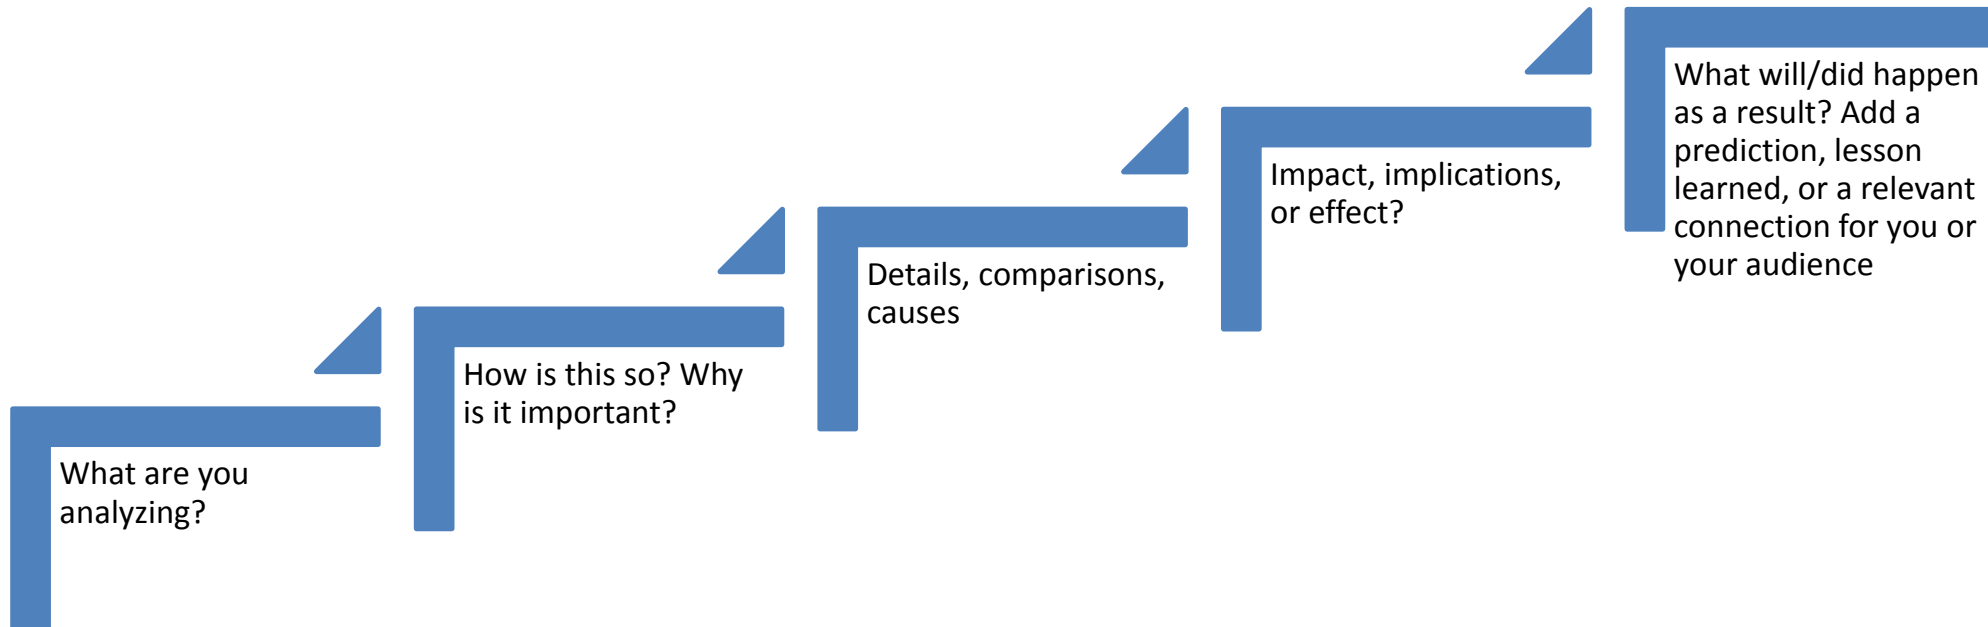 What are you
analyzing?
How is this so? Why
is it important?
Details, comparisons,
causes
Impact, implications,
or effect?
What will/did happen
as a result? Add a
prediction, lesson
learned, or a relevant
connection for you or
your audience